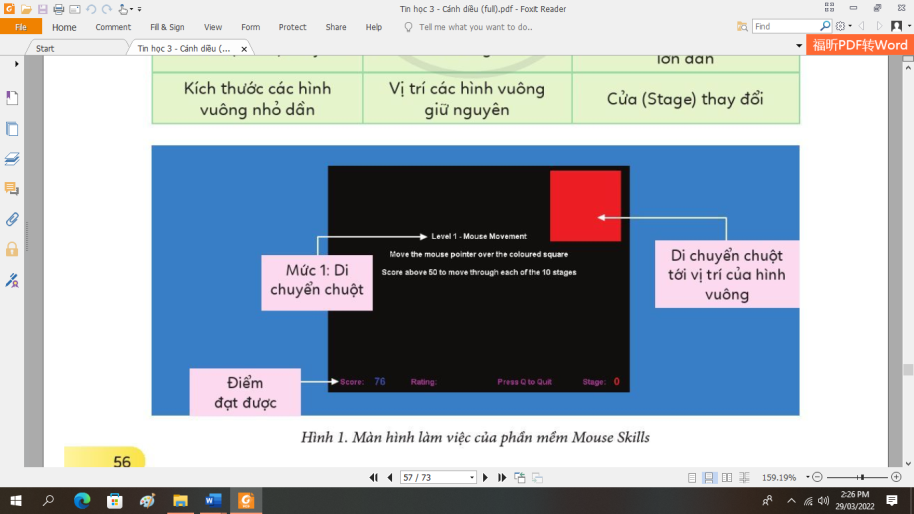 Tin học 3 - Cánh diều (full).pdf - Foxit Reader
File Home Comment Fill & Sign View Form Protect Share Help Tell me what you want to do.. Find
Start Tin học 3 - Cánh diều (... 福昕PDF转Word
lớn dần
Kích thước các hình
vuông nhỏ dần
Vị trí các hình vuông
giữ nguyên
Cửa (Stage) thay đổi
Level 1 - Mouse Movement
Move the mouse pointer over the coloured square
Score above 50 to move through each of the 10 stages
Mức 1: Di
chuyển chuột
Di chuyển chuột
tới vị trí của hình
vuông
Điểm
đạt được
Score: 76 Rating: Press Q to Quit Stage: 0
Hình 1. Màn hình làm việc của phần mềm Mouse Skills
56
57 / 73 159.19%
2:26 PM
29/03/2022